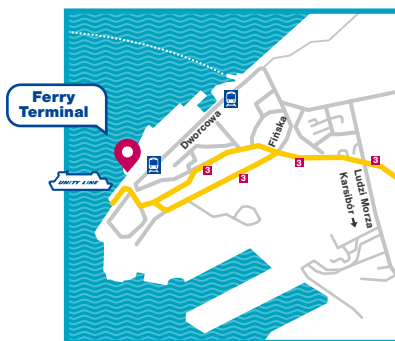 Ferry
Terminal
UNITY LINE
Dworcowa
Fińska
3
3
3
3
Ludzi Morza
Karsibór